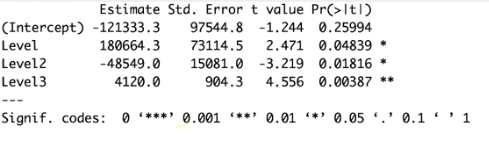 Estimate Std. Error t value Pr(>|t|)
(Intercept) -121333.3 97544.8 -1.244 0.25994
Level 180664.3 73114.5 2.471 0.04839 *
Level2 -48549.0 15081.0 -3.219 0.01816 *
Level3 4120.0 904.3 4.556 0.00387 **
---
Signif. codes: 0 ‘***’ 0.001 ‘**’ 0.01 ‘*’ 0.05 ‘.’ 0.1 ‘ ’ 1